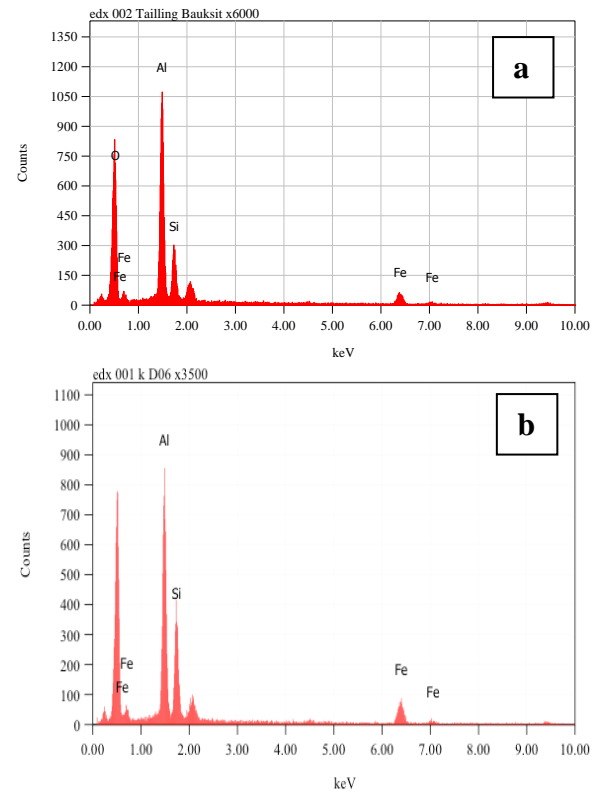 edx 002 Tailling Bauksit x6000
1350
a
1200
Al
1050
900
Counts
750
O
600
450
Si
300
Fe
Fe
Fe
150
Fe
0
0.00 1.00 2.00 3.00 4.00 5.00 6.00 7.00 8.00 9.00 10.00
keV
edx 001 k D06 x3500
1100
b
1000
Al
900
800
700
Counts
600
500
Si
400
300
Fe
200
Fe
Fe
Fe
100
0
0.00 1.00 2.00 3.00 4.00 5.00 6.00 7.00 8.00 9.00 10.00
keV